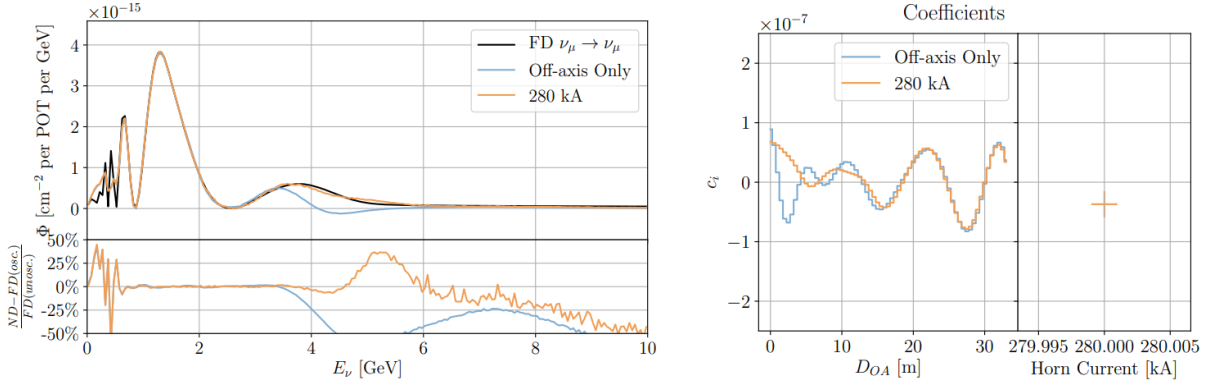 ×10−15
Φ [cm−2 per POT per GeV]
4
3
2
1
0
FD νμ → νμ
Off-axis Only
280 kA
ND−FD(osc.)
FD(unosc.)
50%
25%
0%
-25%
-50%
0 2 4 6 8 10
Eν [GeV]
Coefficients
×10−7
ci
2
1
0
−1
−2
Off-axis Only
280 kA
0 10 20 30
DOA [m]
279.995 280.000 280.005
Horn Current [kA]